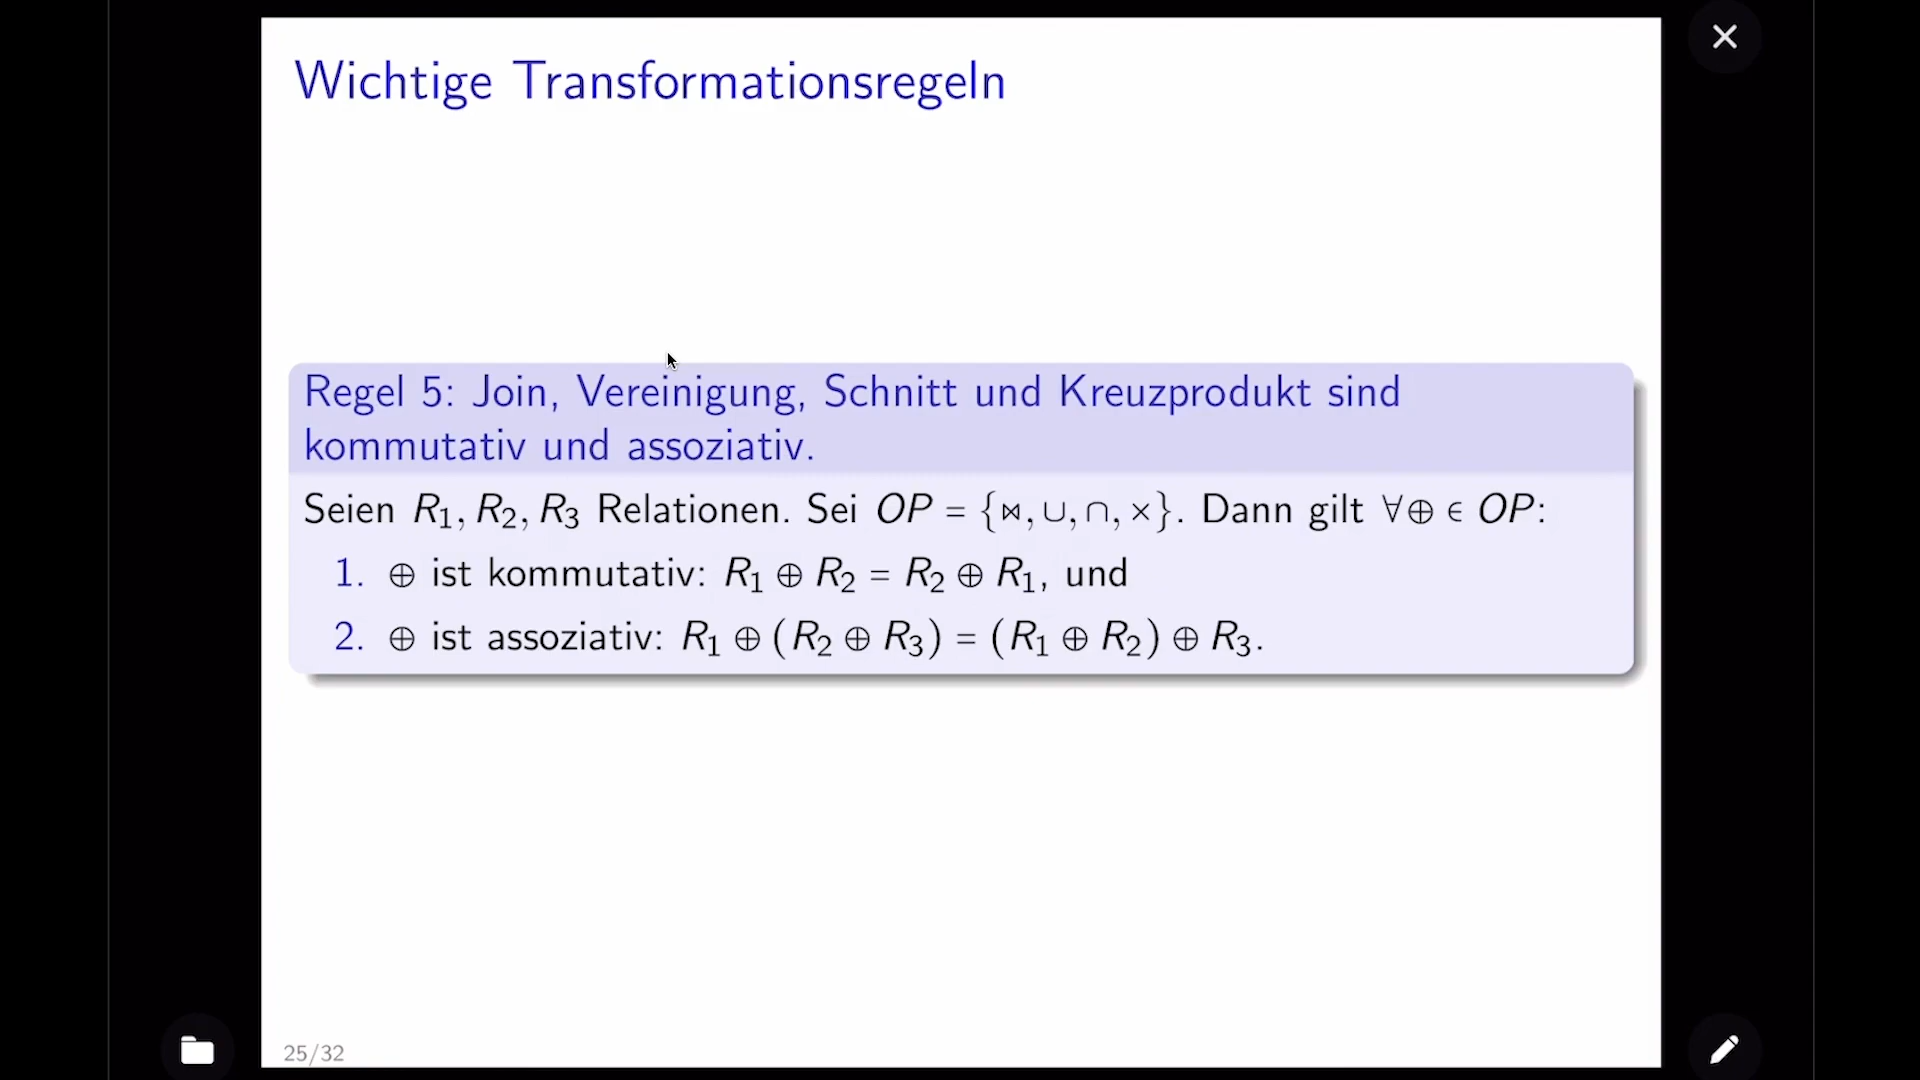 Wichtige Transformationsregeln
Regel 5: Join, Vereinigung, Schnitt und Kreuzprodukt sind
kommutativ und assoziativ.
Seien R₁, R₂, R₃ Relationen. Sei OP = {⋈, ∪, ∩, ×}. Dann gilt ∀⊕ ∈ OP:
1. ⊕ ist kommutativ: R₁ ⊕ R₂ = R₂ ⊕ R₁, und
2. ⊕ ist assoziativ: R₁ ⊕ (R₂ ⊕ R₃) = (R₁ ⊕ R₂) ⊕ R₃.
25/32